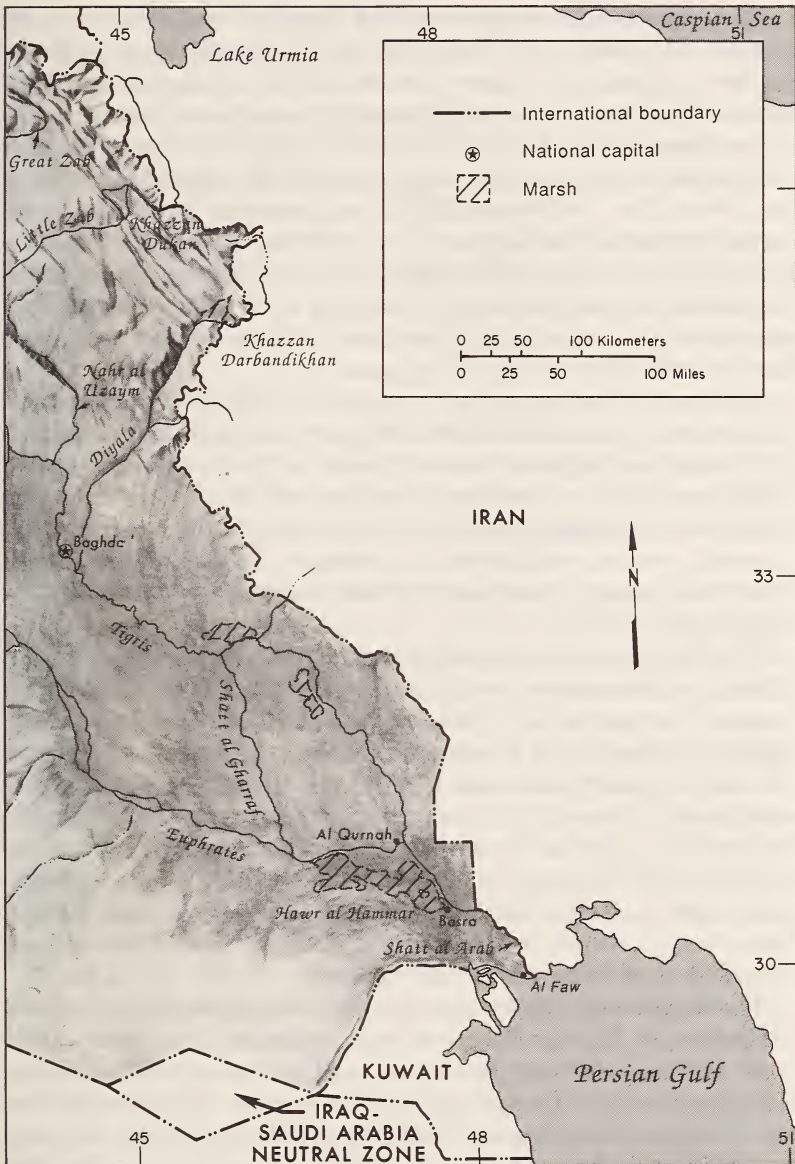 45
48
Caspian Sea
51
Lake Urmia
International boundary
National capital
Marsh
Great Zab
Little Zab
Khazzan
Dukan
0 25 50 100 Kilometers
0 25 50 100 Miles
Khazzan
Darbandikhan
Nahr al
Uzaym
Diyala
IRAN
N
33
Tigris
Shatt al Gharraf
Al Qurnah
Euphrates
Hawr al Hammar
Basra
Shatt al Arab
30
Al Faw
KUWAIT
Persian Gulf
IRAQ-
SAUDI ARABIA
NEUTRAL ZONE
45
48
51